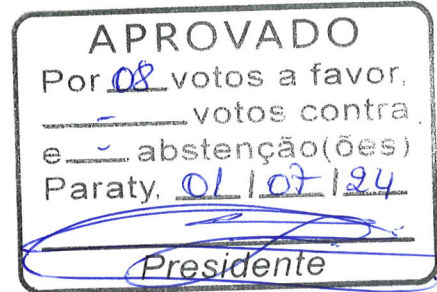 APROVADO
Por 08 votos a favor,
- votos contra
e - abstenção(ões)
Paraty, 01 / 07 / 24
Presidente